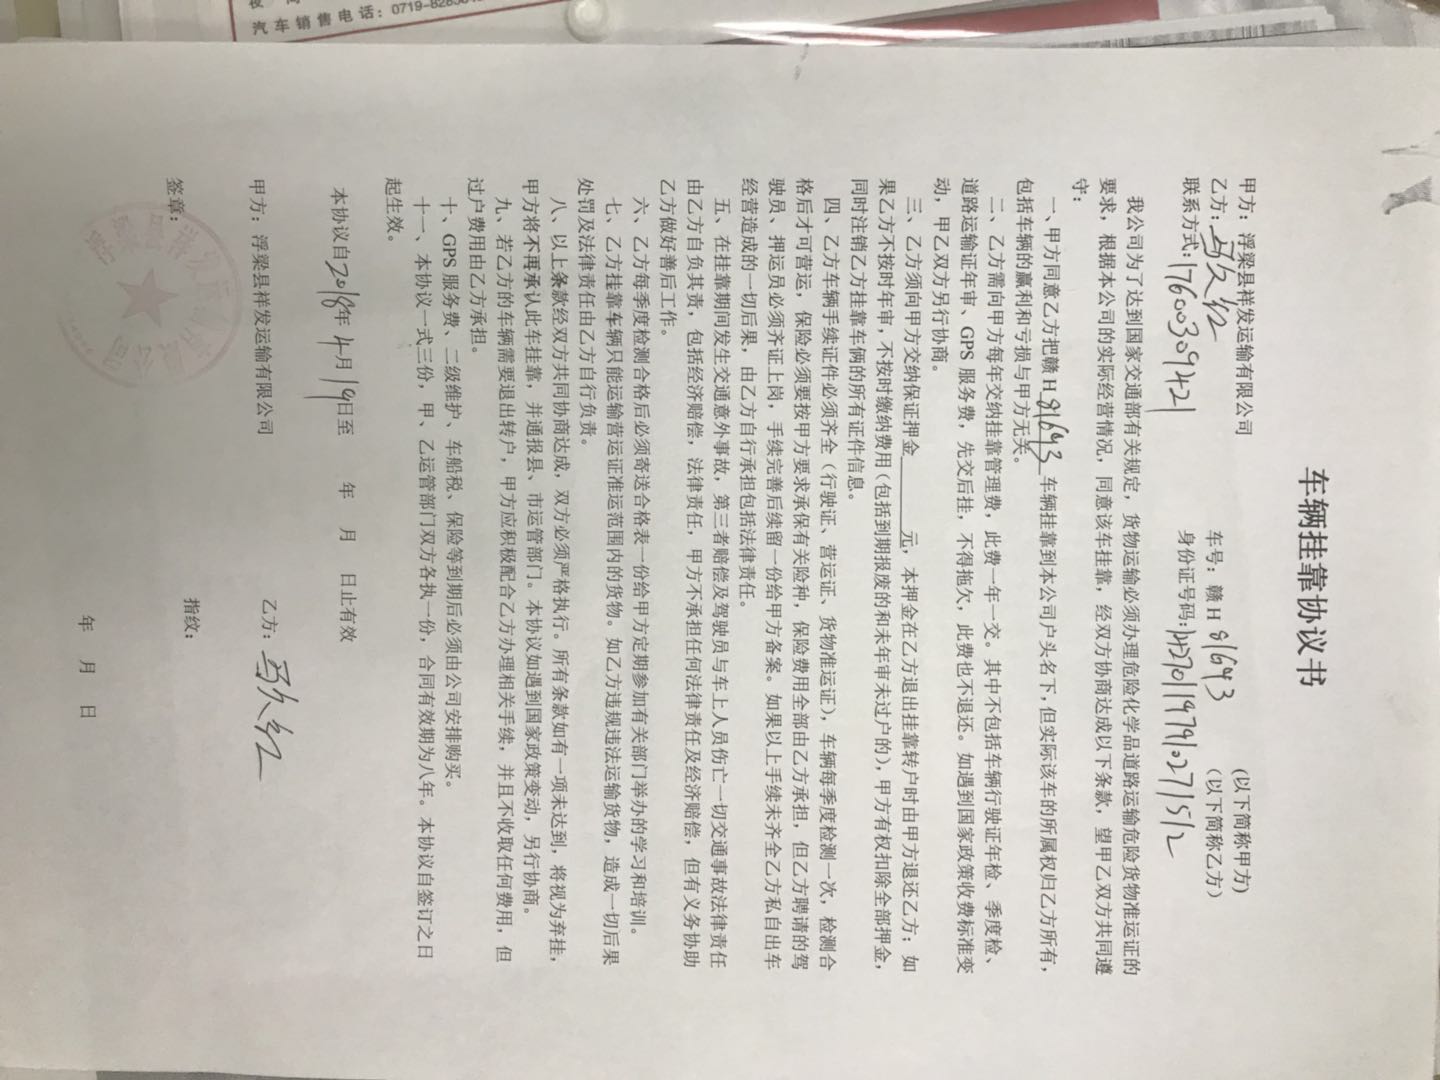 汽车销售电话：0719-82
车辆挂靠协议书
甲方：浮梁县祥发运输有限公司 （以下简称甲方）
乙方： 车号：赣H 81693 （以下简称乙方）
联系方式：17600309421 身份证号码：
我公司为了达到国家交通部有关规定，货物运输必须办理危险化学品道路运输危险货物准运证的
要求，根据本公司的实际经营情况，同意该车挂靠，经双方协商达成以下条款，望甲乙双方共同遵
守：
一、甲方同意乙方把赣H 81693 车辆挂靠到本公司户头名下，但实际该车的所属权归乙方所有，
包括车辆的赢利和亏损与甲方无关。
二、乙方需向甲方每年交纳挂靠管理费，此费一年一交。其中不包括车辆行驶证年检、季度检、
道路运输证年审、GPS 服务费，先交后挂，不得拖欠，此费也不退还。如遇到国家政策收费标准变
动，甲乙双方另行协商。
三、乙方须向甲方交纳保证押金______元，本押金在乙方退出挂靠转户时由甲方退还乙方；如
果乙方不按时年审，不按时缴纳费用（包括到期报废的和未年审未过户的），甲方有权扣除全部押金，
同时注销乙方挂靠车辆的所有证件信息。
四、乙方车辆手续证件必须齐全（行驶证、营运证、货物准运证），车辆每季度检测一次，检测合
格后才可营运，保险必须要按甲方要求承保有关险种，保险费用全部由乙方承担，但乙方聘请的驾
驶员、押运员必须齐证上岗，手续完善后续留一份给甲方备案。如果以上手续未齐全乙方私自出车
经营造成的一切后果，由乙方自行承担包括法律责任。
五、在挂靠期间发生交通意外事故，第三者赔偿及驾驶员与车上人员伤亡一切交通事故法律责任
由乙方自负其责，包括经济赔偿，法律责任，甲方不承担任何法律责任及经济赔偿，但有义务协助
乙方做好善后工作。
六、乙方每季度检测合格后必须寄送合格表一份给甲方定期参加有关部门举办的学习和培训。
七、乙方挂靠车辆只能运输营运证准运范围内的货物。如乙方违规违法运输货物，造成一切后果
处罚及法律责任由乙方自行负责。
八、以上条款经双方共同协商达成，双方必须严格执行。所有条款如有一项未达到，将视为弃挂，
甲方将不再承认此车挂靠，并通报县、市运管部门。本协议如遇到国家政策变动，另行协商。
九、若乙方的车辆需要退出转户，甲方应积极配合乙方办理相关手续，并且不收取任何费用，但
过户费用由乙方承担。
十、GPS 服务费、二级维护、车船税、保险等到期后必须由公司安排购买。
十一、本协议一式三份，甲、乙运管部门双方各执一份，合同有效期为八年。本协议自签订之日
起生效。
本协议自2018年 4月 19日至 年 月 日止有效
甲方：浮梁县祥发运输有限公司 乙方：
签章： 指纹：
年 月 日